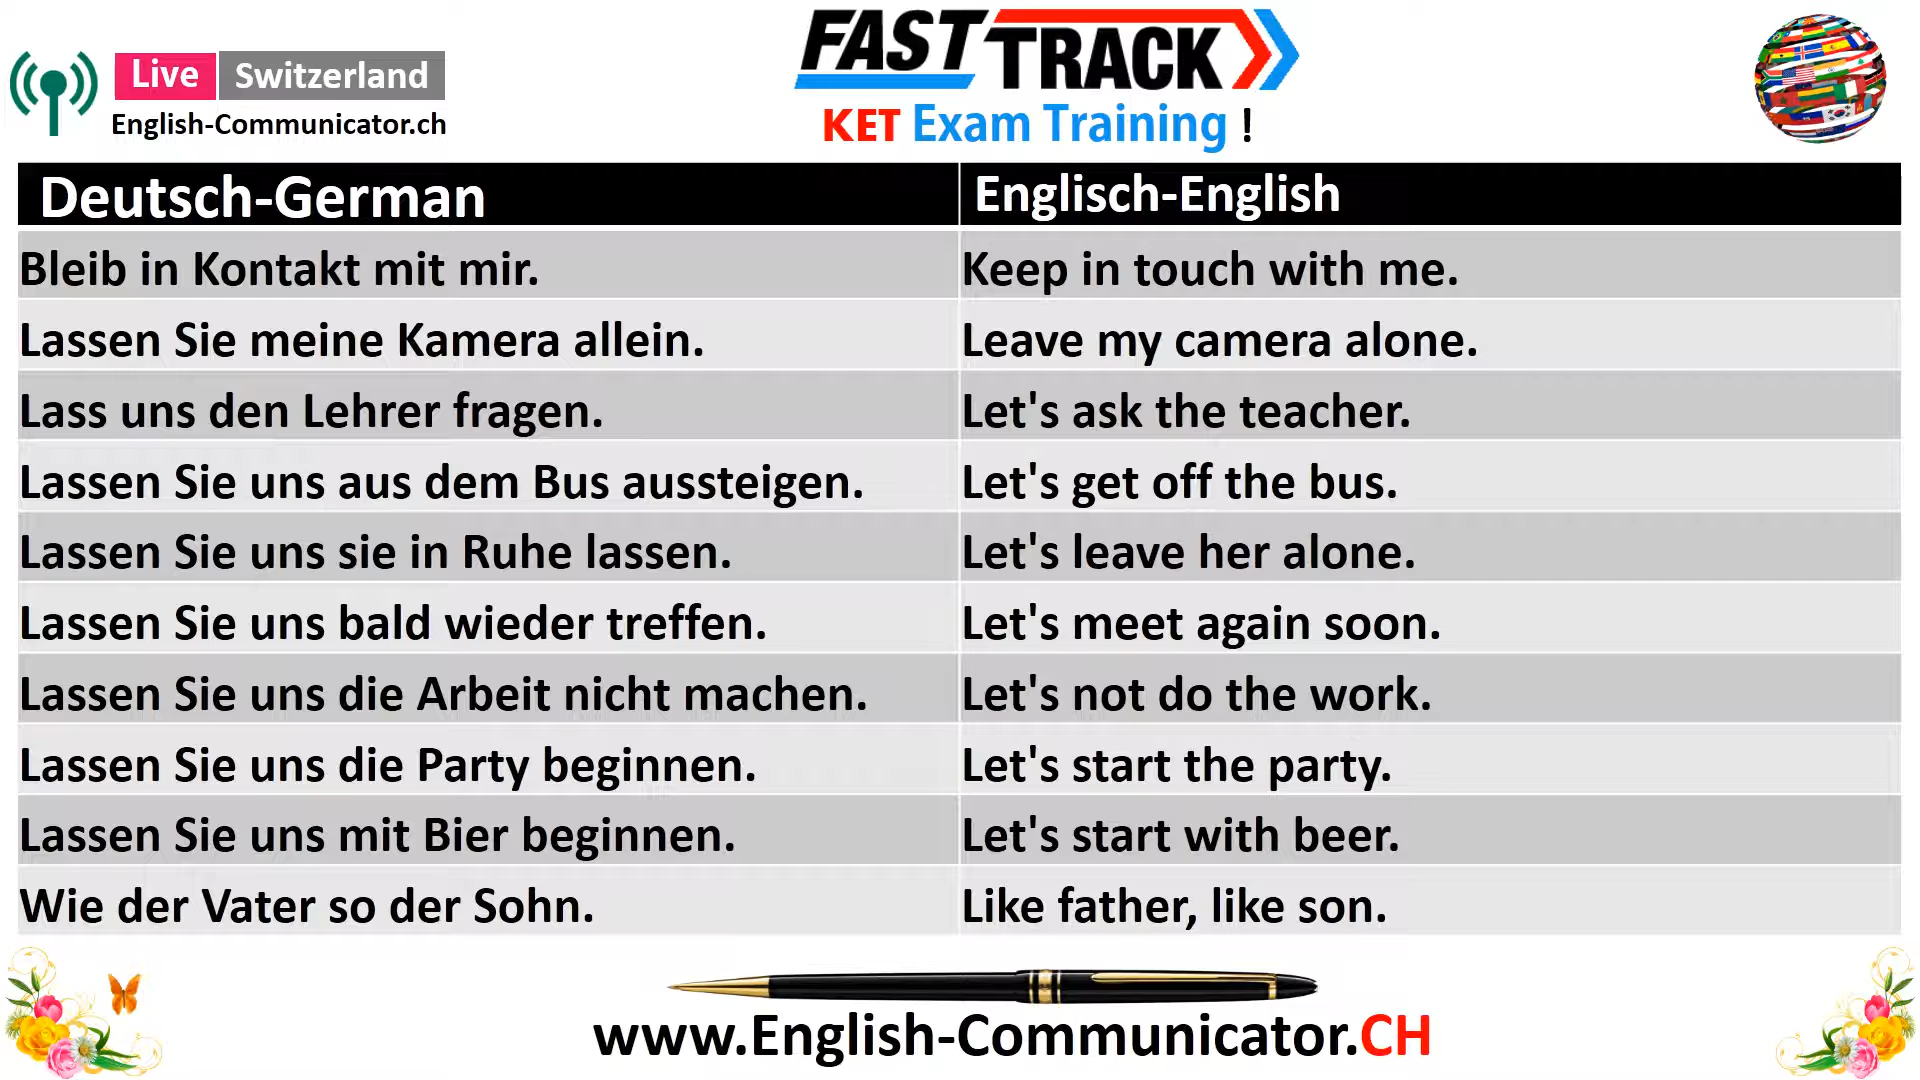 FAST TRACK
Live Switzerland
English-Communicator.ch
KET Exam Training !
Deutsch-German Englisch-English
Bleib in Kontakt mit mir. Keep in touch with me.
Lassen Sie meine Kamera allein. Leave my camera alone.
Lass uns den Lehrer fragen. Let's ask the teacher.
Lassen Sie uns aus dem Bus aussteigen. Let's get off the bus.
Lassen Sie uns sie in Ruhe lassen. Let's leave her alone.
Lassen Sie uns bald wieder treffen. Let's meet again soon.
Lassen Sie uns die Arbeit nicht machen. Let's not do the work.
Lassen Sie uns die Party beginnen. Let's start the party.
Lassen Sie uns mit Bier beginnen. Let's start with beer.
Wie der Vater so der Sohn. Like father, like son.
www.English-Communicator.CH